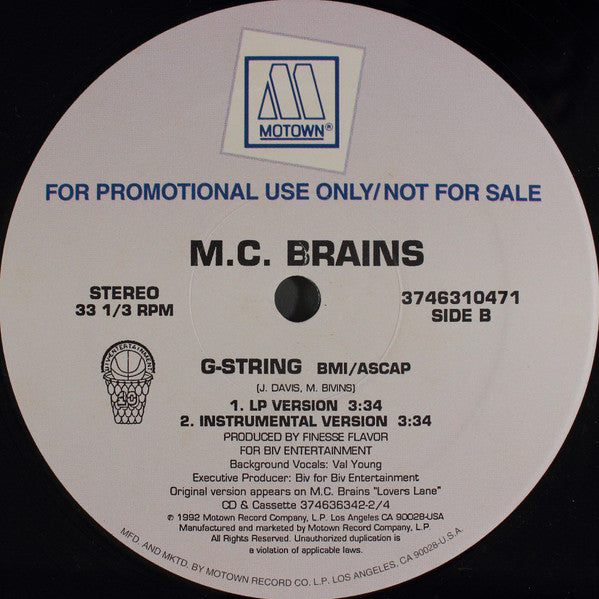 MOTOWN®
FOR PROMOTIONAL USE ONLY/NOT FOR SALE
M.C. BRAINS
STEREO
33 1/3 RPM
3746310471
SIDE B
BIV ENTERTAINMENT
10
G-STRING BMI/ASCAP
(J. DAVIS, M. BIVINS)
1. LP VERSION 3:34
2. INSTRUMENTAL VERSION 3:34
PRODUCED BY FINESSE FLAVOR
FOR BIV ENTERTAINMENT
Background Vocals: Val Young
Executive Producer: Biv for Biv Entertainment
Original version appears on M.C. Brains "Lovers Lane"
CD & Cassette 374636342-2/4
℗ 1992 Motown Record Company, L.P. Los Angeles CA 90028-USA
Manufactured and marketed by Motown Record Company, L.P.
All Rights Reserved. Unauthorized duplication is
a violation of applicable laws.
MFD. AND MKTD. BY MOTOWN RECORD CO. L.P. LOS ANGELES, CA 90028-U.S.A.